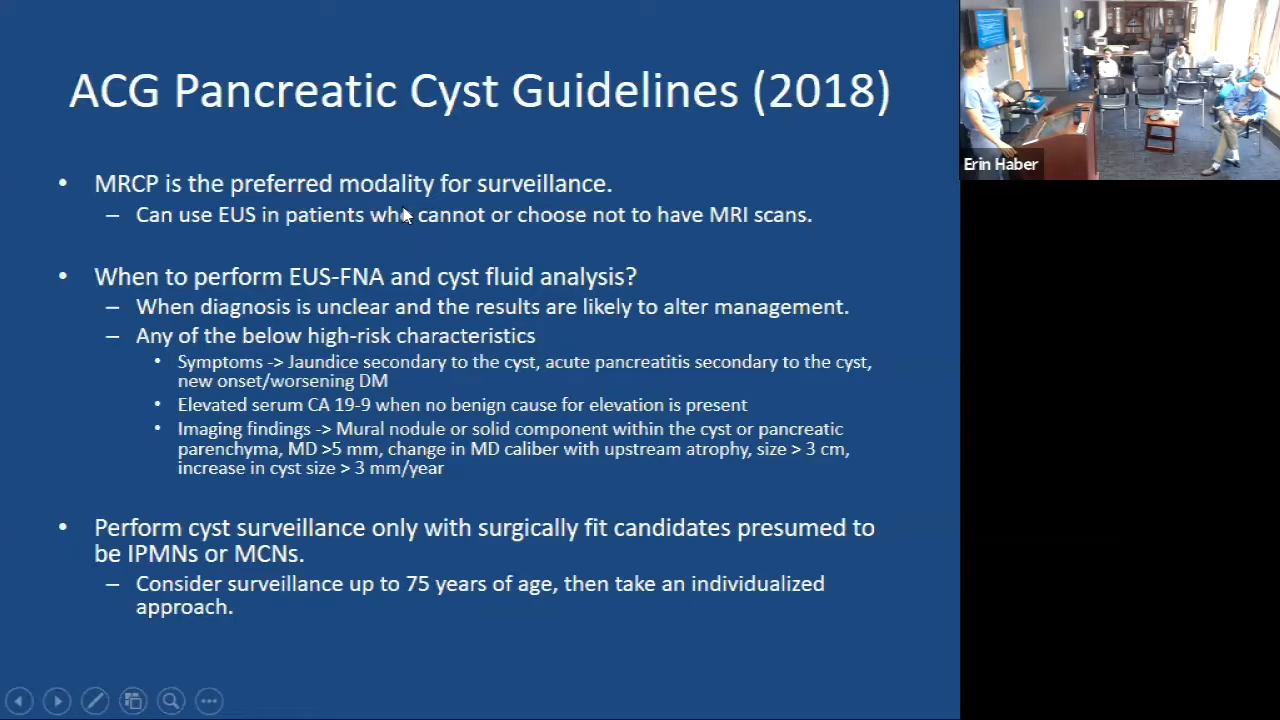 ACG Pancreatic Cyst Guidelines (2018)
• MRCP is the preferred modality for surveillance.
– Can use EUS in patients who cannot or choose not to have MRI scans.
• When to perform EUS-FNA and cyst fluid analysis?
– When diagnosis is unclear and the results are likely to alter management.
– Any of the below high-risk characteristics
• Symptoms -> Jaundice secondary to the cyst, acute pancreatitis secondary to the cyst,
new onset/worsening DM
• Elevated serum CA 19-9 when no benign cause for elevation is present
• Imaging findings -> Mural nodule or solid component within the cyst or pancreatic
parenchyma, MD >5 mm, change in MD caliber with upstream atrophy, size > 3 cm,
increase in cyst size > 3 mm/year
• Perform cyst surveillance only with surgically fit candidates presumed to
be IPMNs or MCNs.
– Consider surveillance up to 75 years of age, then take an individualized
approach.
Erin Haber